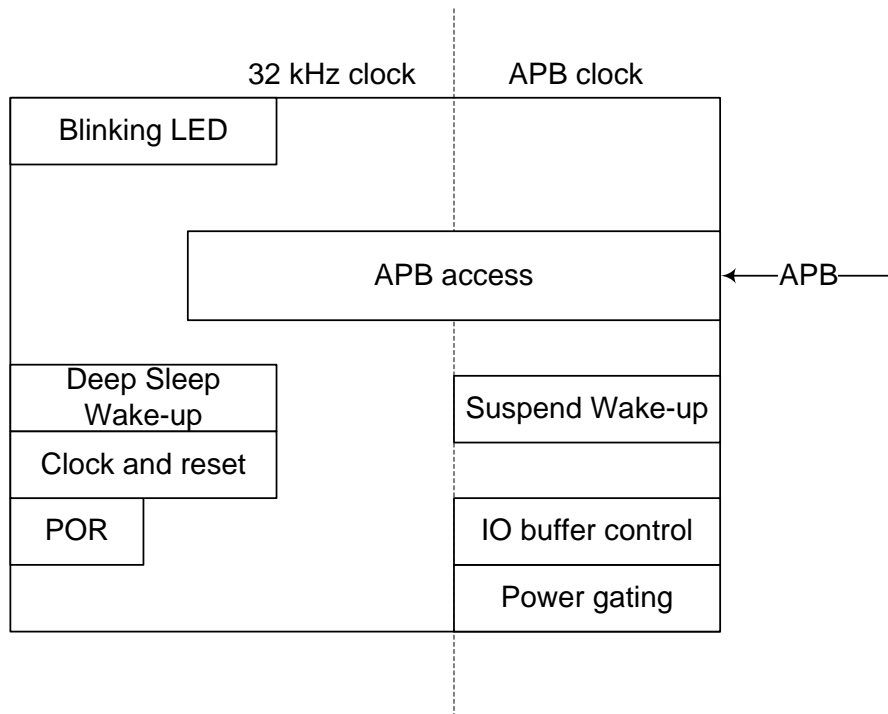 32 kHz clock
APB clock
Blinking LED
APB access
APB
Deep Sleep
Wake-up
Suspend Wake-up
Clock and reset
POR
IO buffer control
Power gating